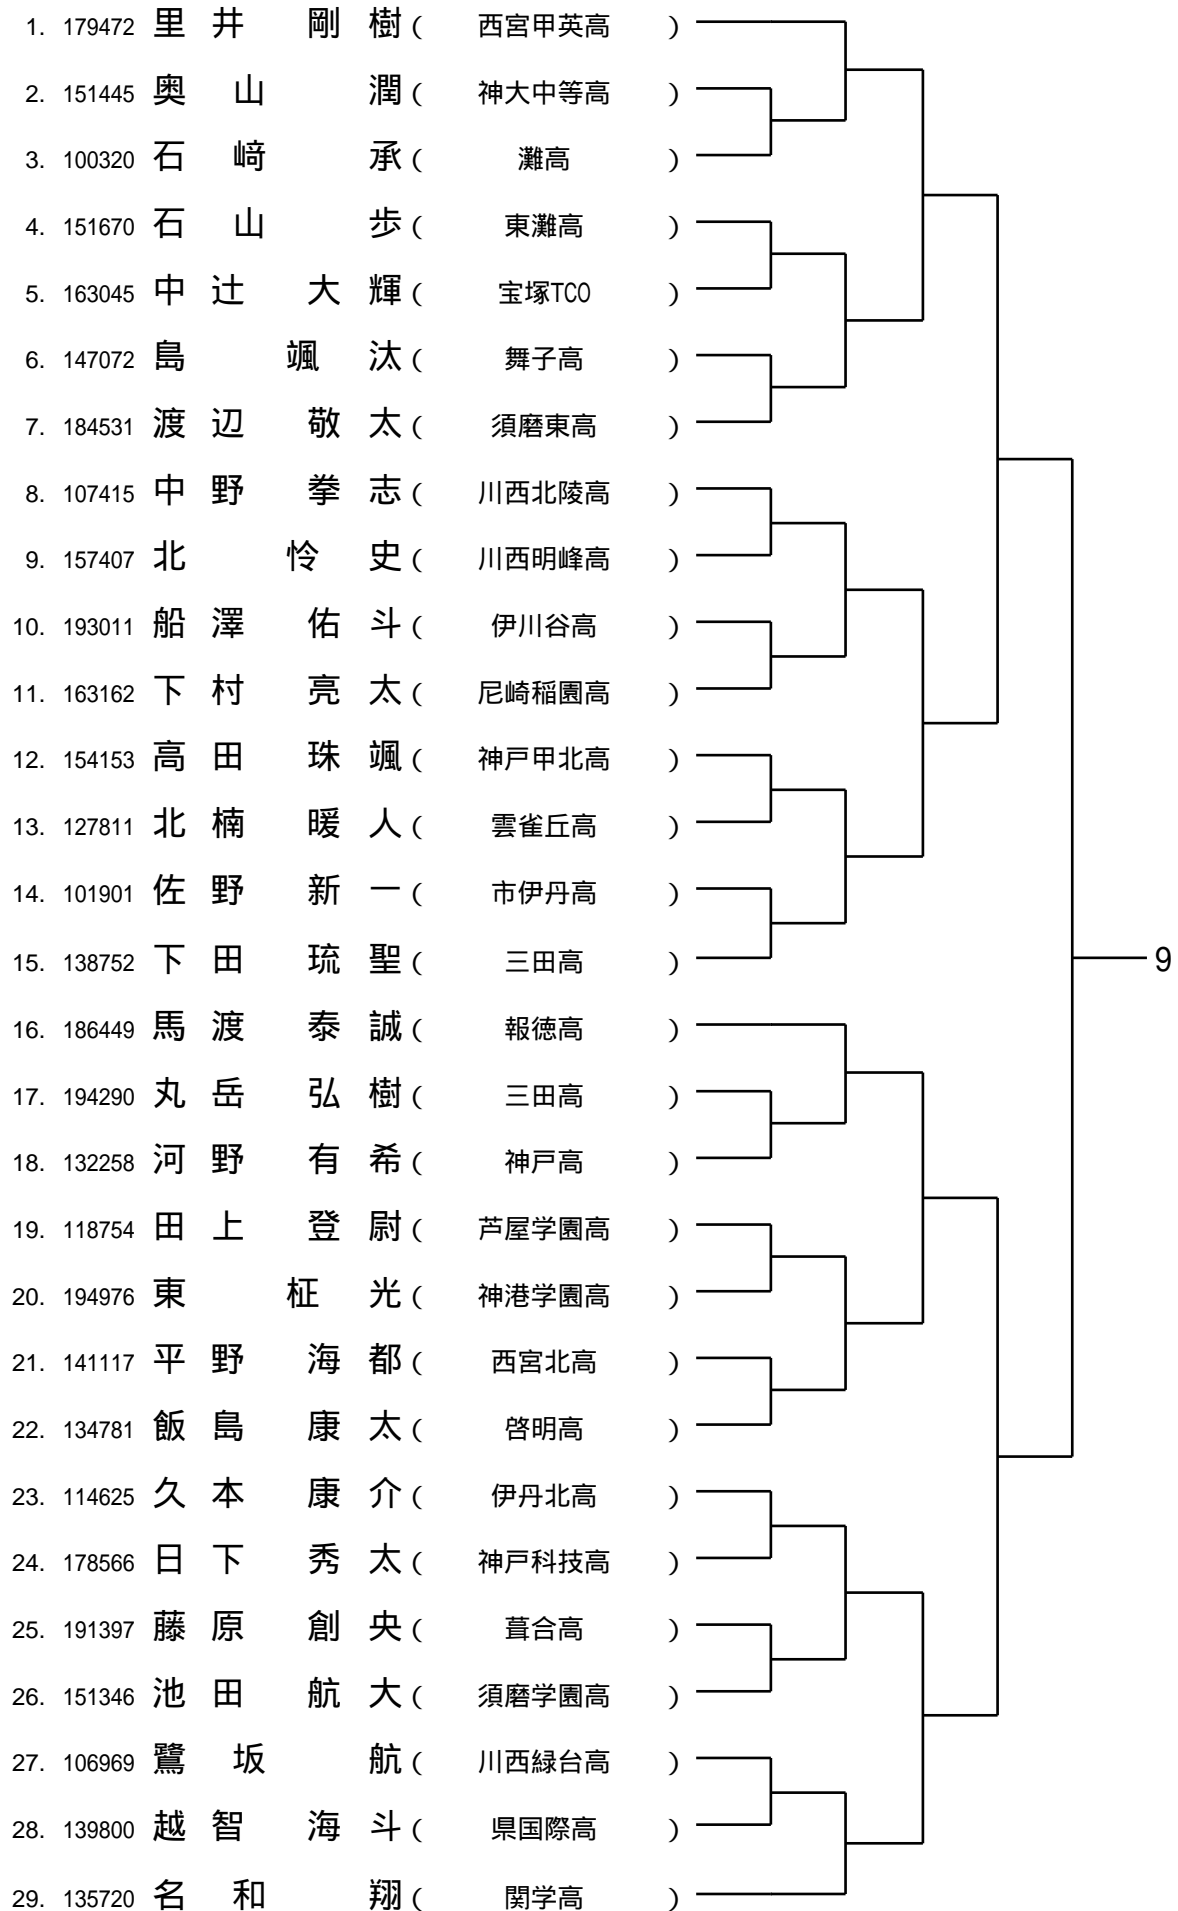 1. 179472 里井 剛樹 ( 西宮甲英高 )
2. 151445 奥山 潤 ( 神大中等高 )
3. 100320 石﨑 承 ( 灘高 )
4. 151670 石山 歩 ( 東灘高 )
5. 163045 中辻 大輝 ( 宝塚TCO )
6. 147072 島 颯汰 ( 舞子高 )
7. 184531 渡辺 敬太 ( 須磨東高 )
8. 107415 中野 拳志 ( 川西北陵高 )
9. 157407 北 怜史 ( 川西明峰高 )
10. 193011 船澤 佑斗 ( 伊川谷高 )
11. 163162 下村 亮太 ( 尼崎稲園高 )
12. 154153 高田 珠颯 ( 神戸甲北高 )
13. 127811 北楠 暖人 ( 雲雀丘高 )
14. 101901 佐野 新一 ( 市伊丹高 )
15. 138752 下田 琉聖 ( 三田高 )
9
16. 186449 馬渡 泰誠 ( 報徳高 )
17. 194290 丸岳 弘樹 ( 三田高 )
18. 132258 河野 有希 ( 神戸高 )
19. 118754 田上 登尉 ( 芦屋学園高 )
20. 194976 東 柾光 ( 神港学園高 )
21. 141117 平野 海都 ( 西宮北高 )
22. 134781 飯島 康太 ( 啓明高 )
23. 114625 久本 康介 ( 伊丹北高 )
24. 178566 日下 秀太 ( 神戸科技高 )
25. 191397 藤原 創央 ( 葺合高 )
26. 151346 池田 航大 ( 須磨学園高 )
27. 106969 鷺坂 航 ( 川西緑台高 )
28. 139800 越智 海斗 ( 県国際高 )
29. 135720 名和 翔 ( 関学高 )